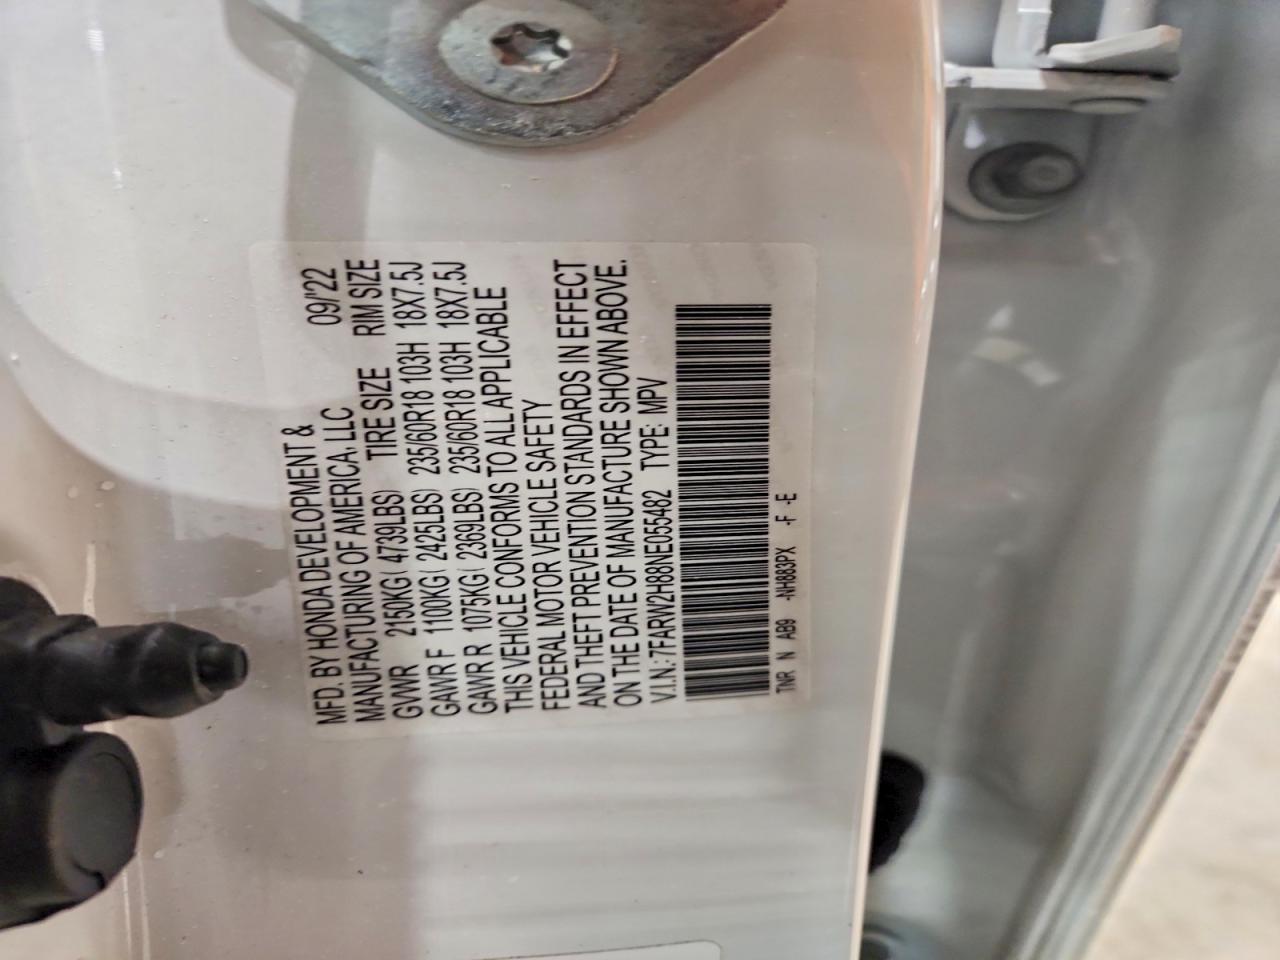 MFD. BY HONDA DEVELOPMENT & 09/'22
MANUFACTURING OF AMERICA, LLC
TIRE SIZE RIM SIZE
GVWR 2150KG( 4739LBS)
GAWR F 1100KG( 2425LBS) 235/60R18 103H 18X7.5J
GAWR R 1075KG( 2369LBS) 235/60R18 103H 18X7.5J
THIS VEHICLE CONFORMS TO ALL APPLICABLE
FEDERAL MOTOR VEHICLE SAFETY
AND THEFT PREVENTION STANDARDS IN EFFECT
ON THE DATE OF MANUFACTURE SHOWN ABOVE.
V.I.N.: 7FARW2H88NE055482 TYPE: MPV
TNR N AB9 -NH883PX -F -E